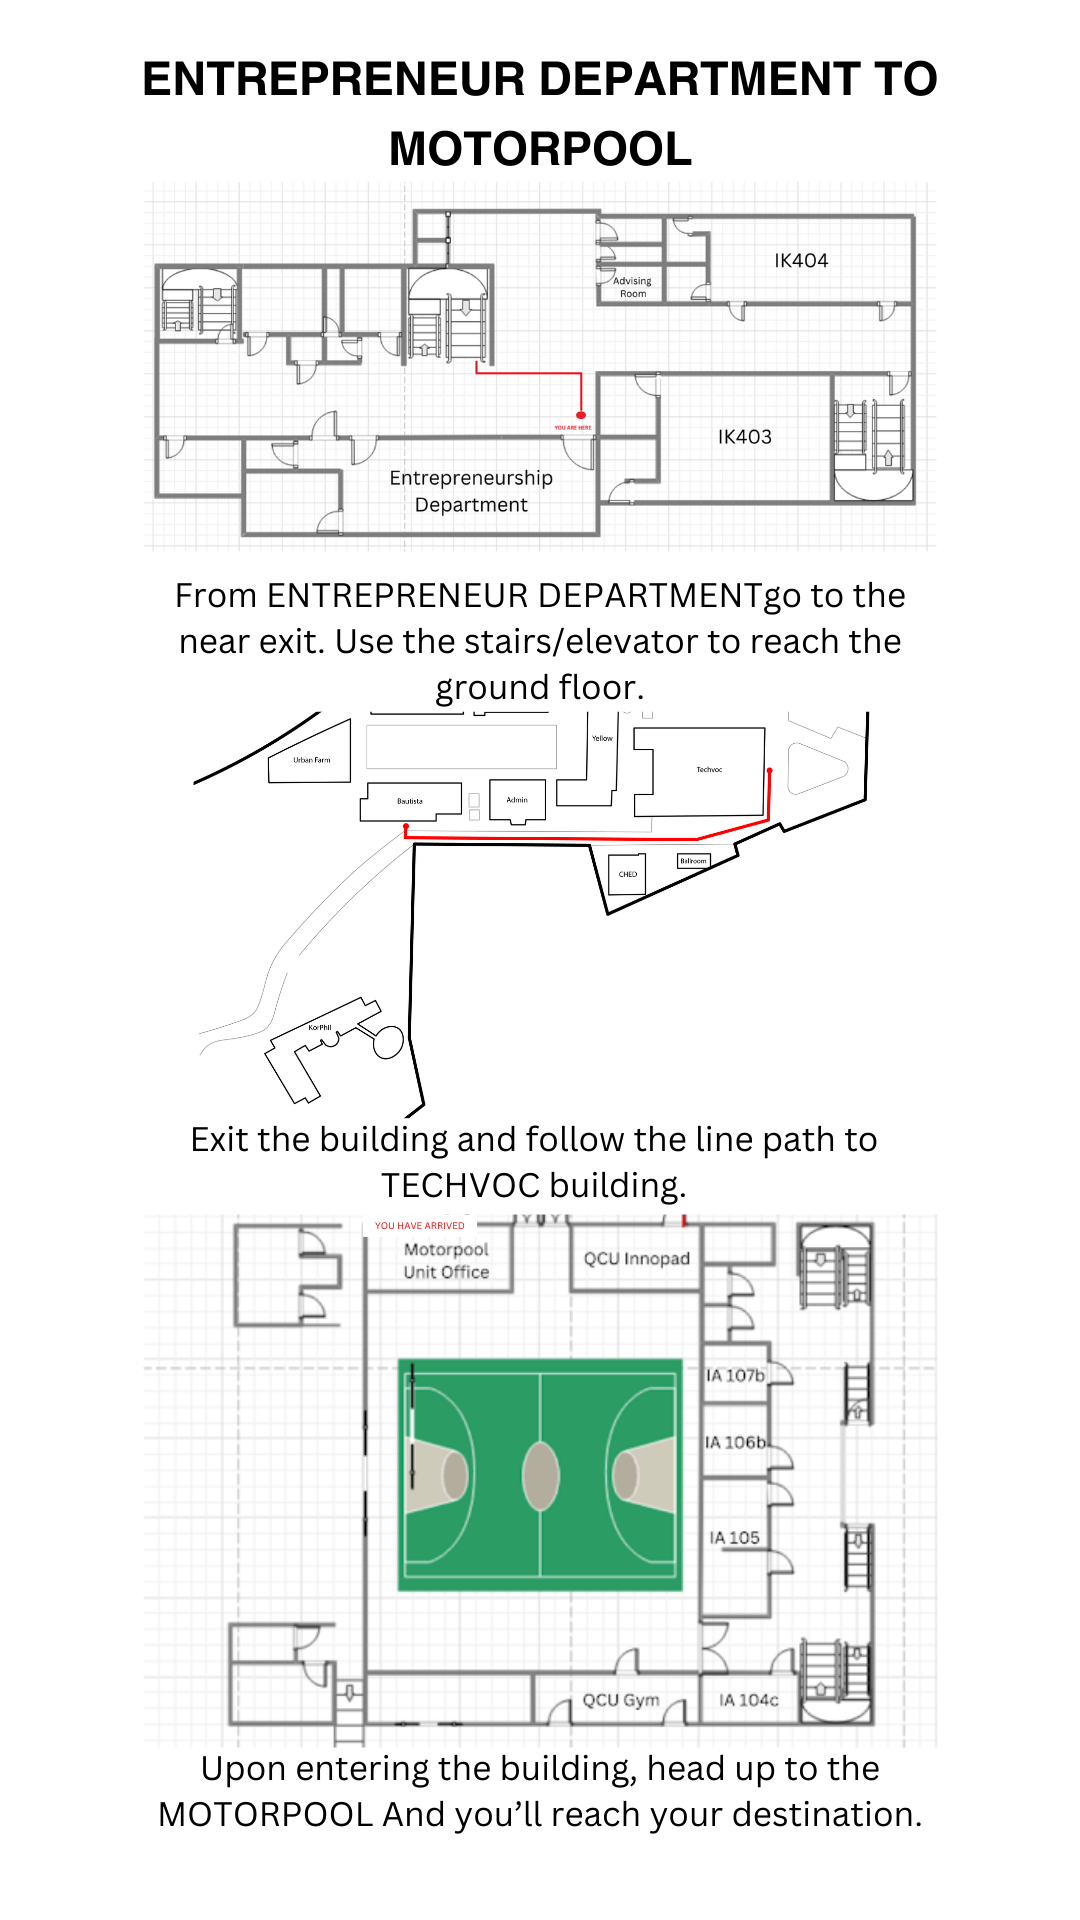 ENTREPRENEUR DEPARTMENT TO
MOTORPOOL
IK404
Advising
Room
YOU ARE HERE
IK403
Entrepreneurship
Department
From ENTREPRENEUR DEPARTMENTgo to the
near exit. Use the stairs/elevator to reach the
ground floor.
Yellow
Urban Farm
Techvoc
Bautista
Admin
Ballroom
CHED
KorPhil
Exit the building and follow the line path to
TECHVOC building.
YOU HAVE ARRIVED
Motorpool
Unit Office
QCU Innopad
IA 107b
IA 106b
IA 105
QCU Gym
IA 104c
Upon entering the building, head up to the
MOTORPOOL And you’ll reach your destination.